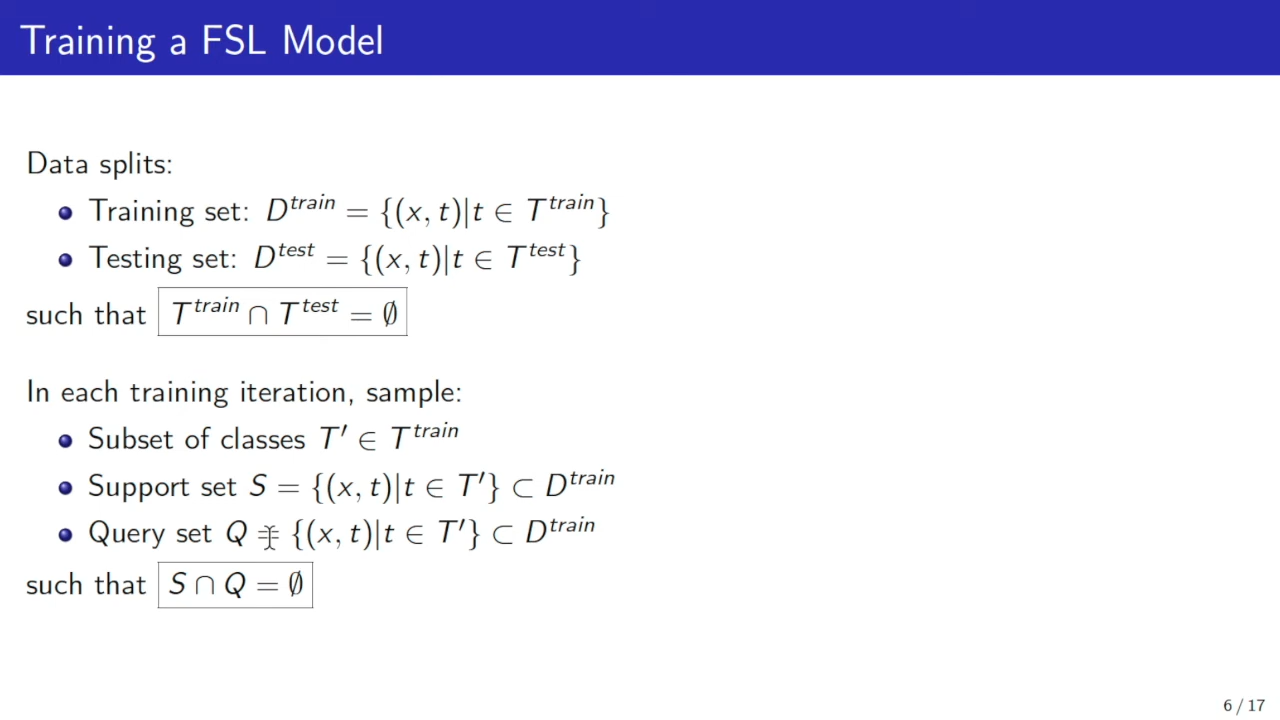 Training a FSL Model
Data splits:
• Training set: D^train = {(x, t)|t ∈ T^train}
• Testing set: D^test = {(x, t)|t ∈ T^test}
such that T^train ∩ T^test = ∅
In each training iteration, sample:
• Subset of classes T′ ∈ T^train
• Support set S = {(x, t)|t ∈ T′} ⊂ D^train
• Query set Q = {(x, t)|t ∈ T′} ⊂ D^train
such that S ∩ Q = ∅
6 / 17